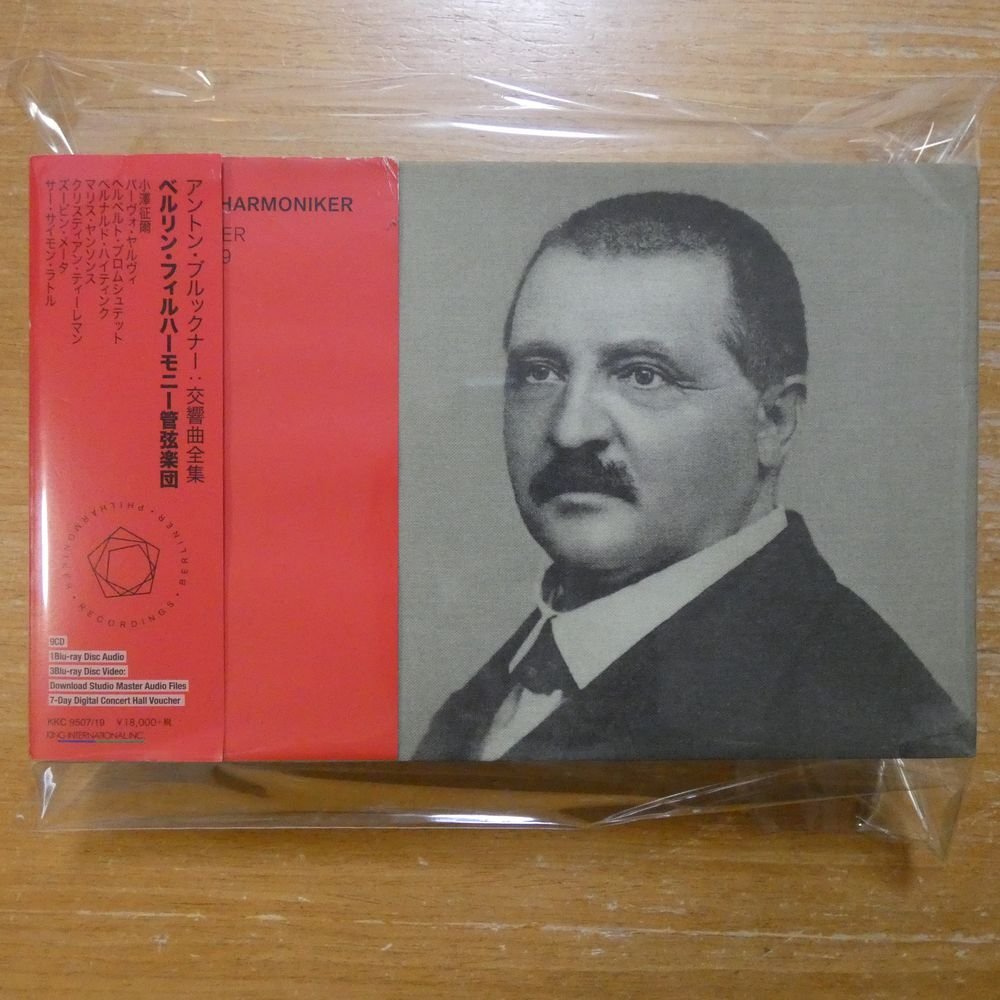 アントン・ブルックナー：交響曲全集
ベルリン・フィルハーモニー管弦楽団
小澤征爾
パーヴォ・ヤルヴィ
ヘルベルト・ブロムシュテット
ベルナルド・ハイティンク
マリス・ヤンソンス
クリスティアン・ティーレマン
ズービン・メータ
サー・サイモン・ラトル
BERLINER • PHILHARMONIKER • RECORDINGS •
9CD
1Blu-ray Disc Audio
3Blu-ray Disc Video:
Download Studio Master Audio Files
7-Day Digital Concert Hall Voucher
KKC 9507/19 ¥18,000+税
KING INTERNATIONAL INC.
HARMONIKER
ER
9